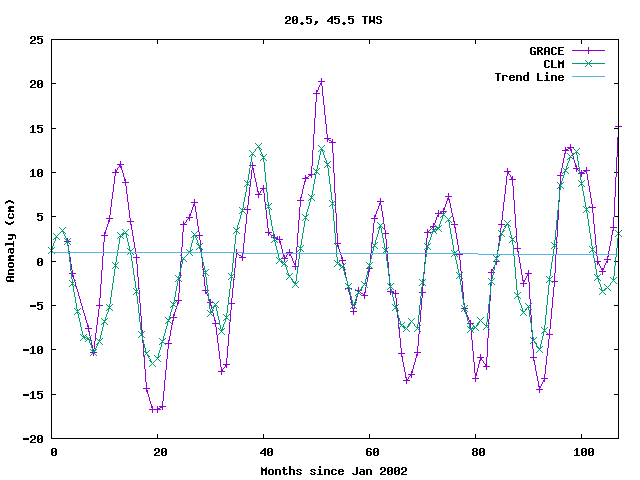 20.5, 45.5 TWS
GRACE
CLM
Trend Line
25
20
15
10
5
0
-5
-10
-15
-20
Anomaly (cm)
0 20 40 60 80 100
Months since Jan 2002